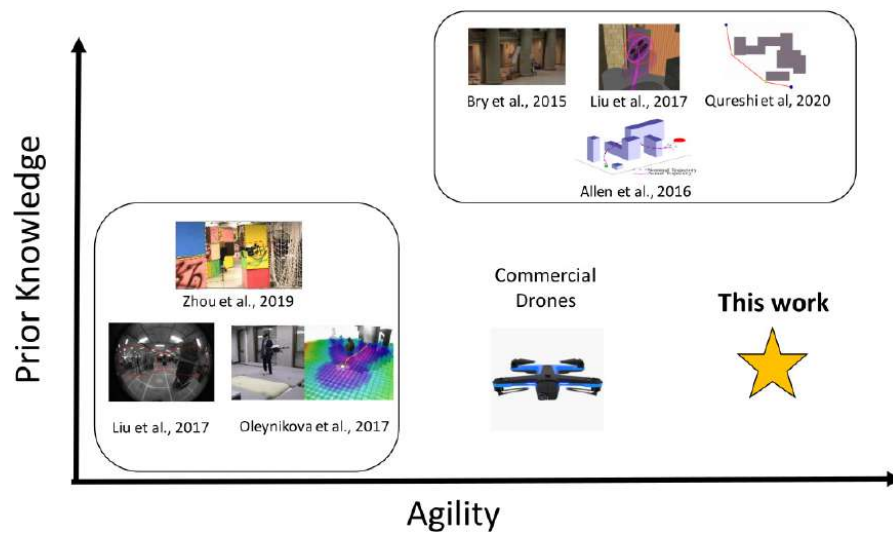 Prior Knowledge
Bry et al., 2015
Liu et al., 2017
Qureshi et al, 2020
Allen et al., 2016
Zhou et al., 2019
Liu et al., 2017
Oleynikova et al., 2017
Commercial
Drones
This work
Agility